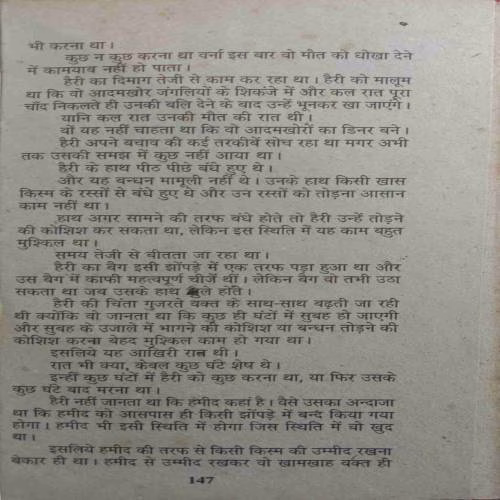 भी करना था।
कुछ न कुछ करना था वर्ना इस बार वो मौत को धोखा देने
में कामयाब नहीं हो पाता।
हैरी का दिमाग तेजी से काम कर रहा था। हैरी को मालूम
था कि वो आदमखोर जंगलियों के शिकंजे में और कल रात पूरा
चाँद निकलते ही उनकी बलि देने के बाद उन्हें भूनकर खा जाएंगे।
यानि कल रात उनकी मौत की रात थी।
वो यह नहीं चाहता था कि वो आदमखोरों का डिनर बने।
हैरी अपने बचाव की कई तरकीबें सोच रहा था मगर अभी
तक उसकी समझ में कुछ नहीं आया था।
हैरी के हाथ पीठ पीछे बंधे हुए थे।
और यह बन्धन मामूली नहीं थे। उनके हाथ किसी खास
किस्म के रस्सों से बंधे हुए थे और उन रस्सों को तोड़ना आसान
काम नहीं था।
हाथ अगर सामने की तरफ बंधे होते तो हैरी उन्हें तोड़ने
की कोशिश कर सकता था, लेकिन इस स्थिति में यह काम बहुत
मुश्किल था।
समय तेजी से बीतता जा रहा था।
हैरी का बैग इसी झोंपड़े में एक तरफ पड़ा हुआ था और
उस बैग में काफी महत्वपूर्ण चीजें थीं। लेकिन बैग वो तभी उठा
सकता था जब उसके हाथ खुले होते।
हैरी की चिंता गुजरते वक्त के साथ-साथ बढ़ती जा रही
थी क्योंकि वो जानता था कि कुछ ही घंटों में सुबह हो जाएगी
और सुबह के उजाले में भागने की कोशिश या बन्धन तोड़ने की
कोशिश करना बेहद मुश्किल काम हो गया था।
इसलिये यह आखिरी रात थी।
रात भी क्या, केवल कुछ घंटे शेष थे।
इन्हीं कुछ घंटों में हैरी को कुछ करना था, या फिर उसके
कुछ घंटे बाद मरना था।
हैरी नहीं जानता था कि हमीद कहां है। वैसे उसका अन्दाजा
था कि हमीद को आसपास ही किसी झोंपड़े में बन्द किया गया
होगा। हमीद भी इसी स्थिति में होगा जिस स्थिति में वो खुद
था।
इसलिये हमीद की तरफ से किसी किस्म की उम्मीद रखना
बेकार ही था। हमीद से उम्मीद रखकर वो खामखाह वक्त ही
147